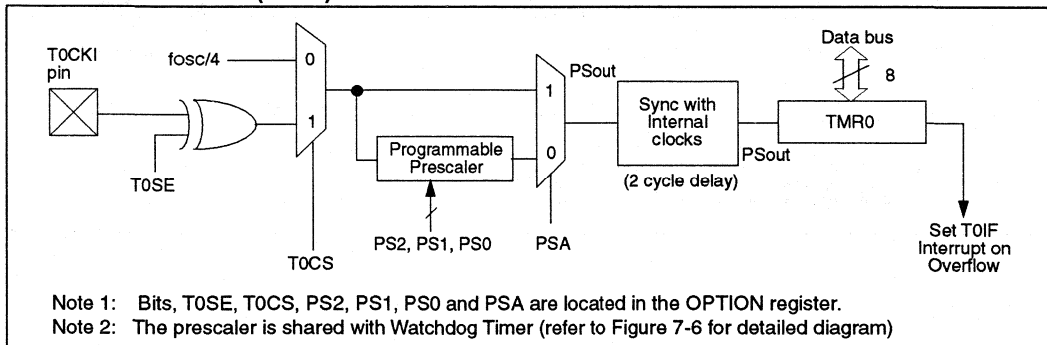 T0CKI
pin
fosc/4
0
1
T0SE
T0CS
Programmable
Prescaler
PS2, PS1, PS0
1
0
PSA
PSout
Sync with
Internal
clocks
(2 cycle delay)
PSout
Data bus
8
TMR0
Set T0IF
Interrupt on
Overflow
Note 1: Bits, T0SE, T0CS, PS2, PS1, PS0 and PSA are located in the OPTION register.
Note 2: The prescaler is shared with Watchdog Timer (refer to Figure 7-6 for detailed diagram)